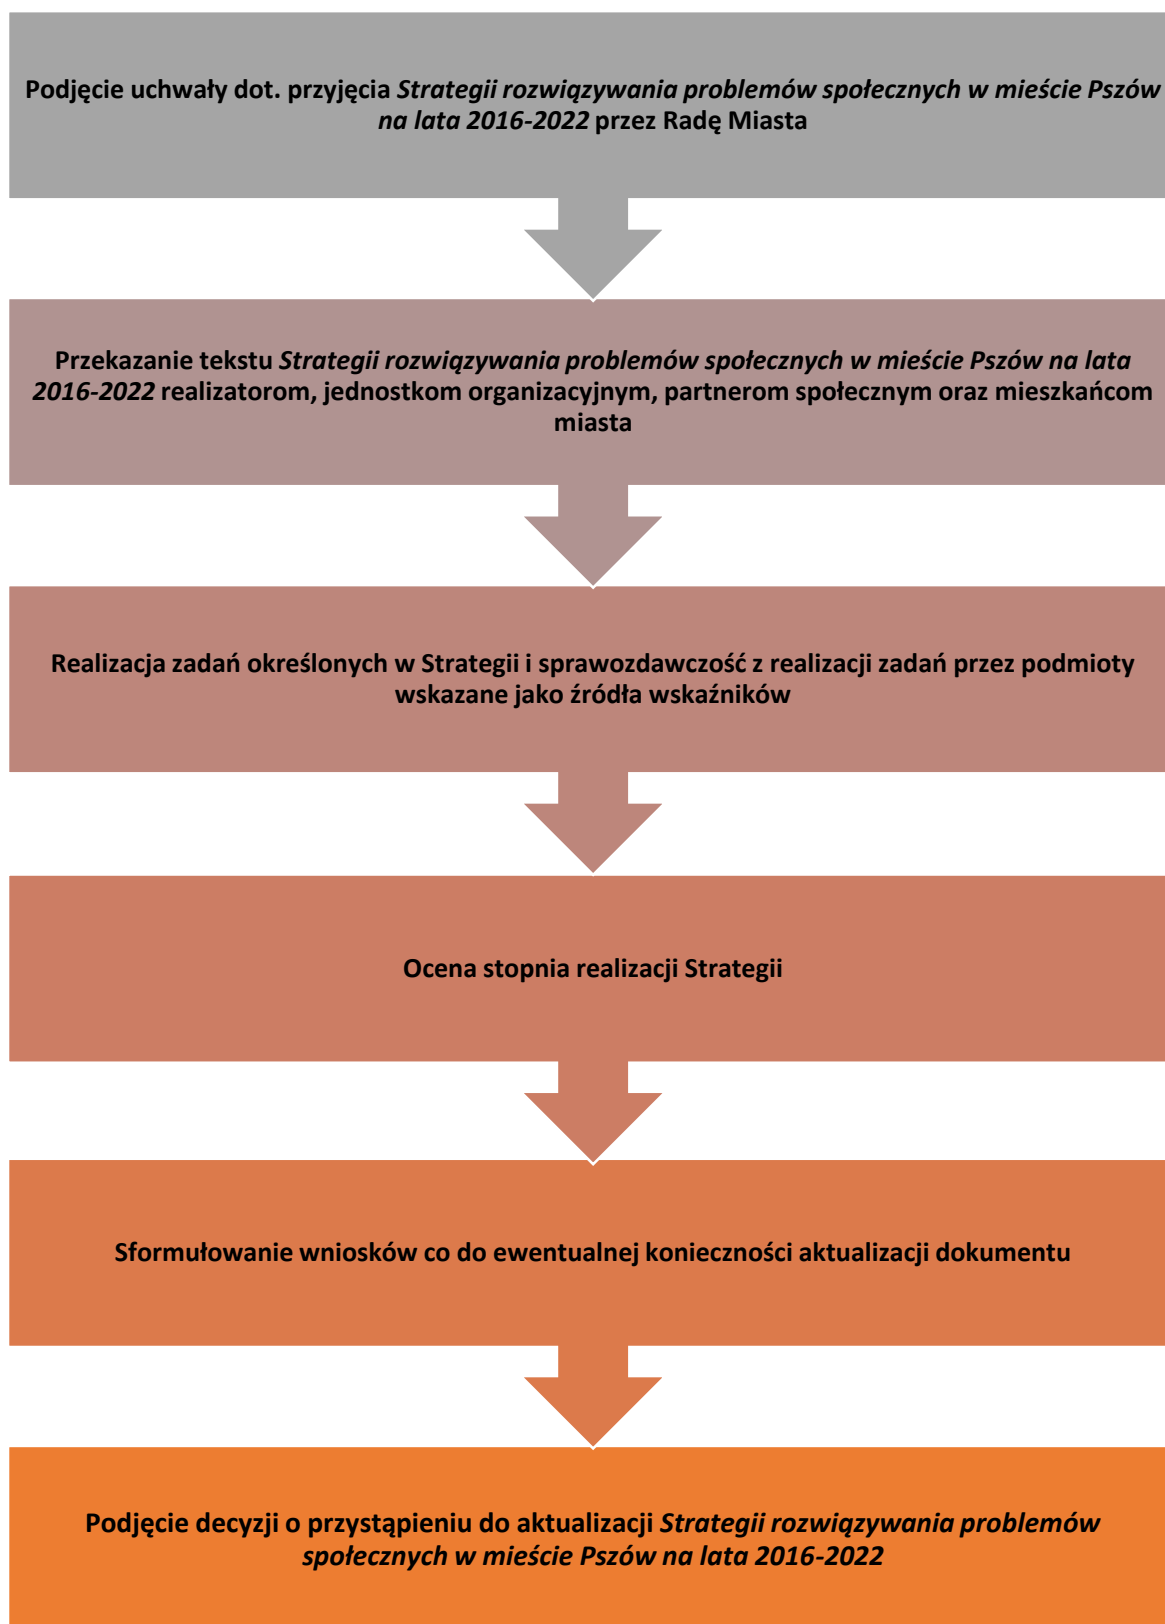 Podjęcie uchwały dot. przyjęcia Strategii rozwiązywania problemów społecznych w mieście Pszów
na lata 2016-2022 przez Radę Miasta
Przekazanie tekstu Strategii rozwiązywania problemów społecznych w mieście Pszów na lata
2016-2022 realizatorom, jednostkom organizacyjnym, partnerom społecznym oraz mieszkańcom
miasta
Realizacja zadań określonych w Strategii i sprawozdawczość z realizacji zadań przez podmioty
wskazane jako źródła wskaźników
Ocena stopnia realizacji Strategii
Sformułowanie wniosków co do ewentualnej konieczności aktualizacji dokumentu
Podjęcie decyzji o przystąpieniu do aktualizacji Strategii rozwiązywania problemów
społecznych w mieście Pszów na lata 2016-2022